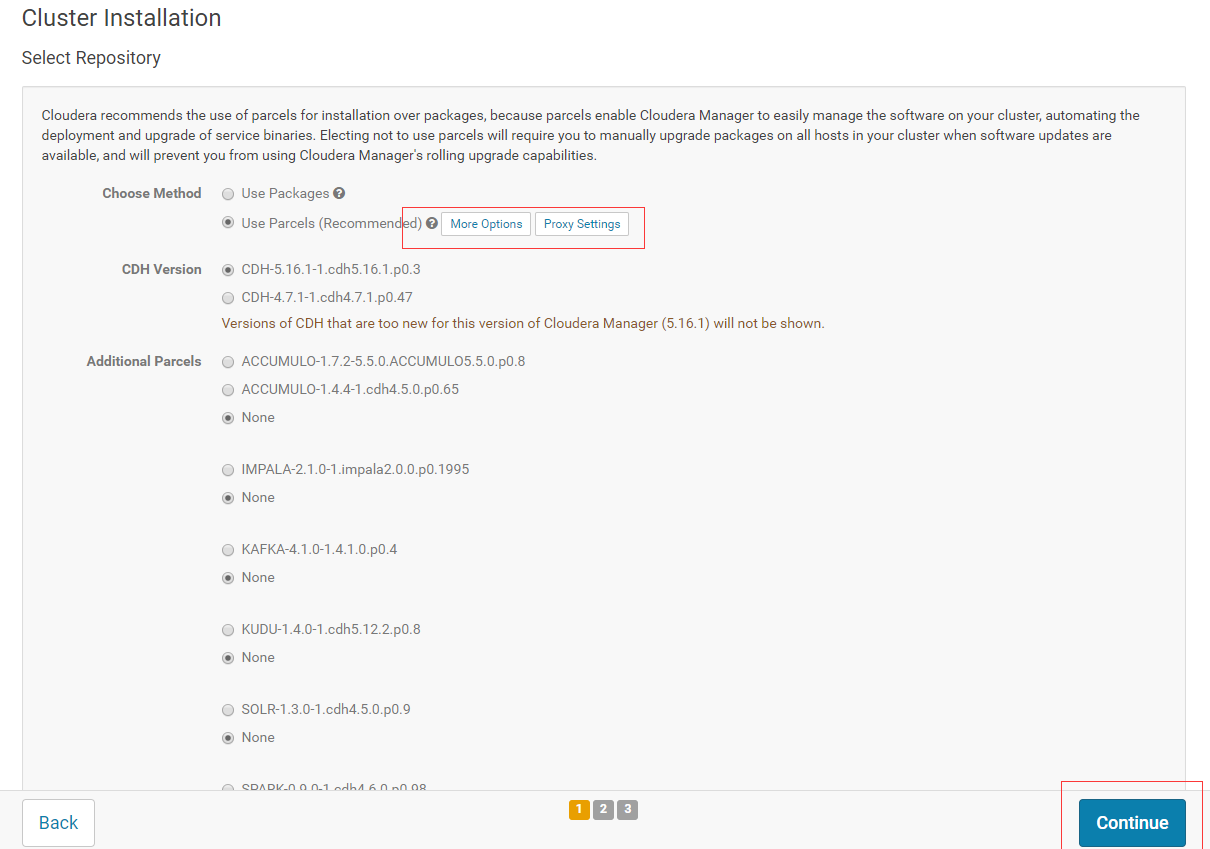 Cluster Installation
Select Repository
Cloudera recommends the use of parcels for installation over packages, because parcels enable Cloudera Manager to easily manage the software on your cluster, automating the
deployment and upgrade of service binaries. Electing not to use parcels will require you to manually upgrade packages on all hosts in your cluster when software updates are
available, and will prevent you from using Cloudera Manager's rolling upgrade capabilities.
Choose Method Use Packages ?
Use Parcels (Recommended) ? More Options Proxy Settings
CDH Version CDH-5.16.1-1.cdh5.16.1.p0.3
CDH-4.7.1-1.cdh4.7.1.p0.47
Versions of CDH that are too new for this version of Cloudera Manager (5.16.1) will not be shown.
Additional Parcels ACCUMULO-1.7.2-5.5.0.ACCUMULO5.5.0.p0.8
ACCUMULO-1.4.4-1.cdh4.5.0.p0.65
None
IMPALA-2.1.0-1.impala2.0.0.p0.1995
None
KAFKA-4.1.0-1.4.1.0.p0.4
None
KUDU-1.4.0-1.cdh5.12.2.p0.8
None
SOLR-1.3.0-1.cdh4.5.0.p0.9
None
SPARK-0.9.0-1.cdh4.6.0.p0.98
Back 1 2 3 Continue